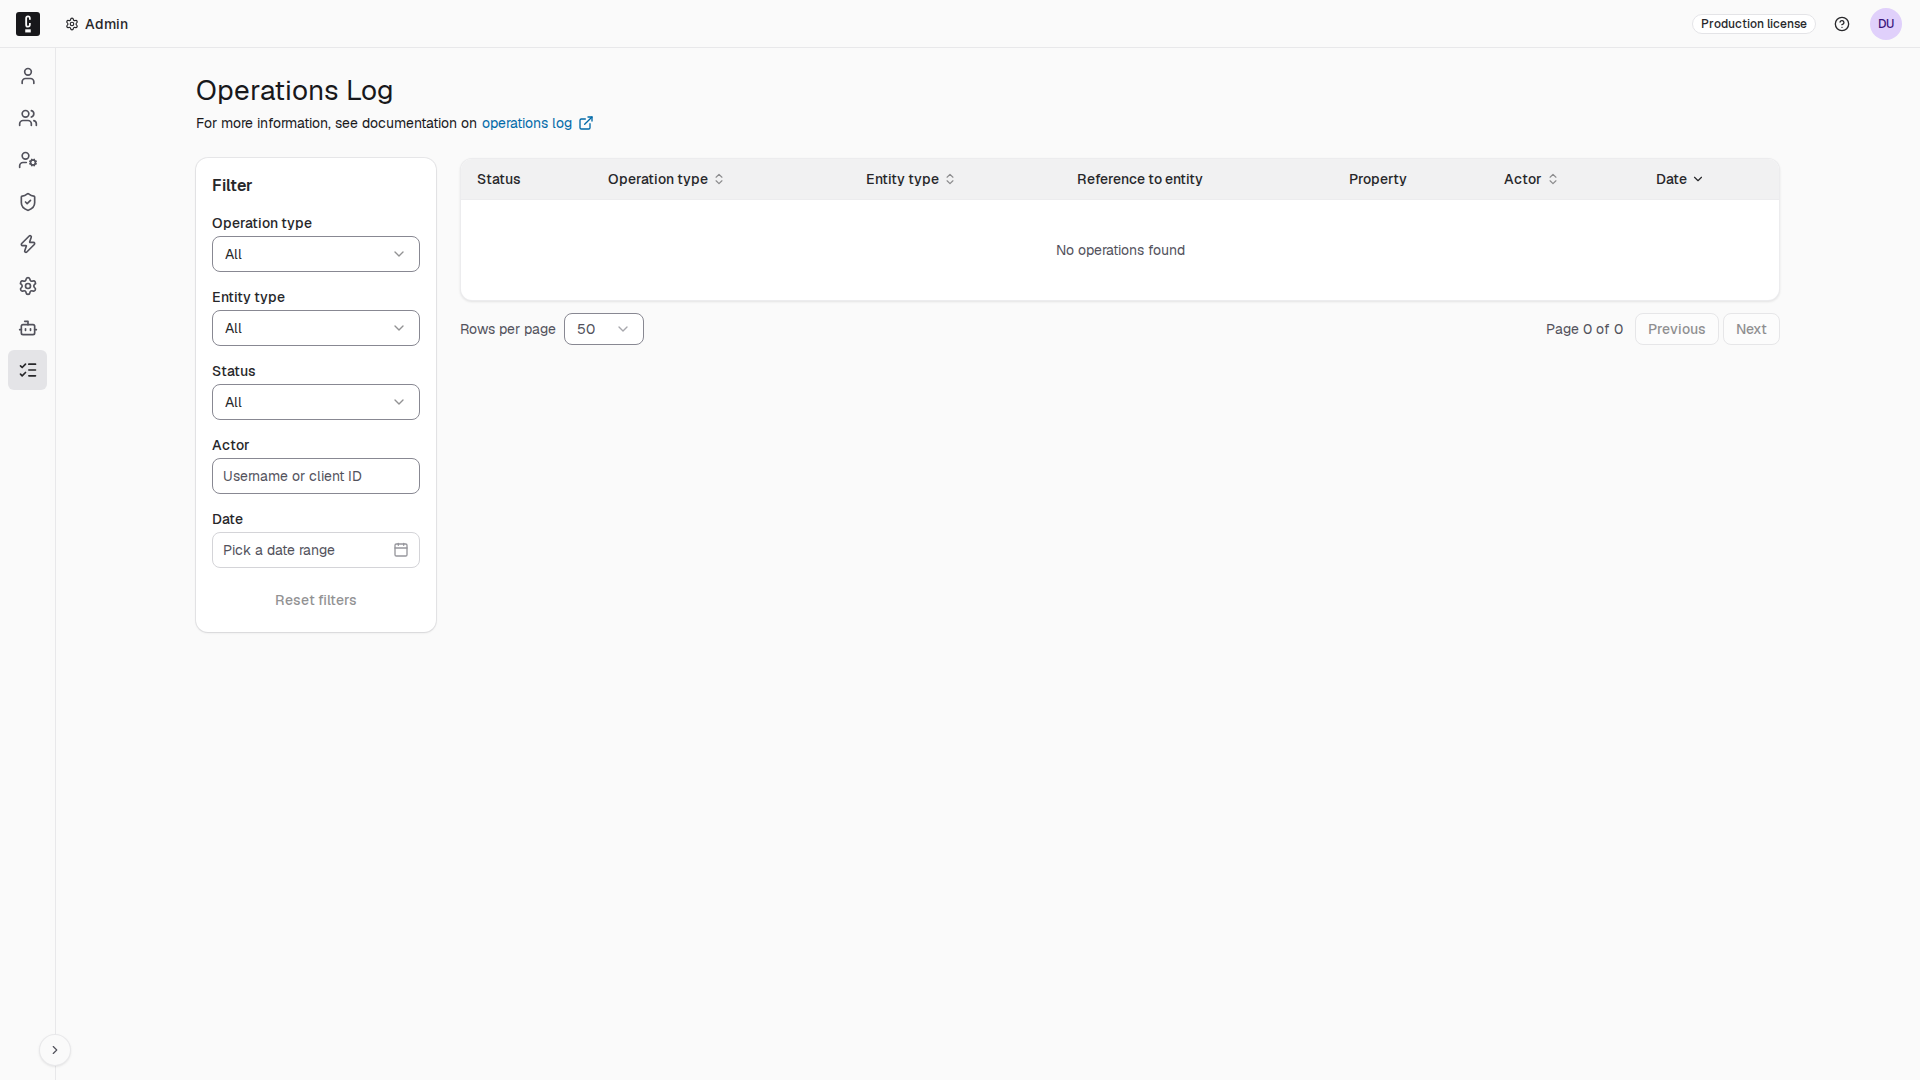 Admin
Production license
DU
Operations Log
For more information, see documentation on operations log
Filter
Operation type
All
Entity type
All
Status
All
Actor
Username or client ID
Date
Pick a date range
Reset filters
Status Operation type Entity type Reference to entity Property Actor Date
No operations found
Rows per page 50
Page 0 of 0 Previous Next